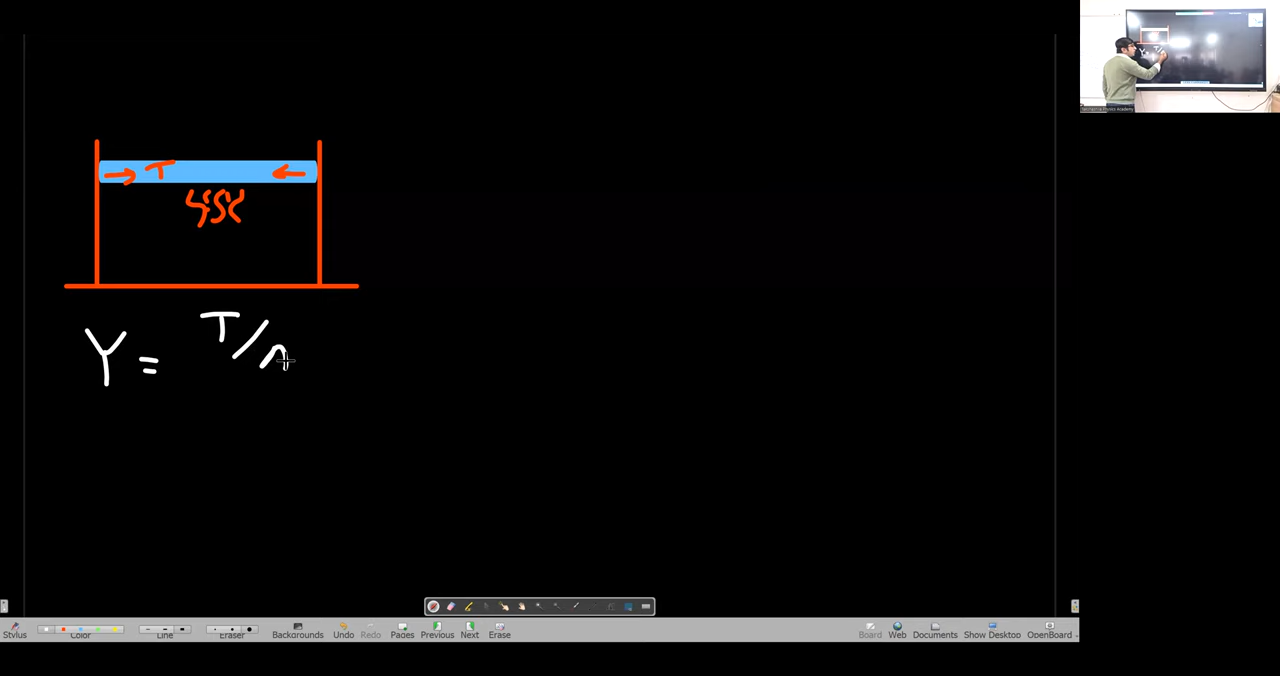 T
Y = T/A
Stylus Color Line Eraser Backgrounds Undo Redo Pages Previous Next Erase Board Web Documents Show Desktop OpenBoard